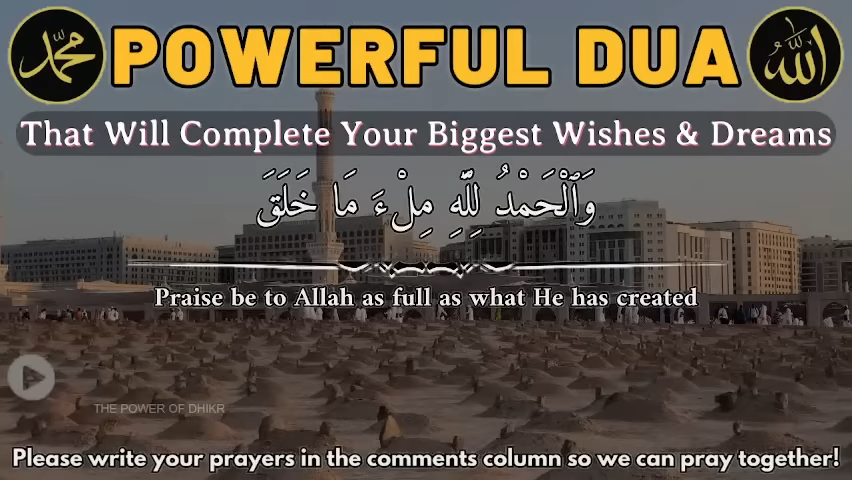 محمد
POWERFUL DUA
الله
That Will Complete Your Biggest Wishes & Dreams
وَٱلْحَمْدُ لِلَّهِ مِلْءَ مَا خَلَقَ
Praise be to Allah as full as what He has created
THE POWER OF DHIKR
Please write your prayers in the comments column so we can pray together!